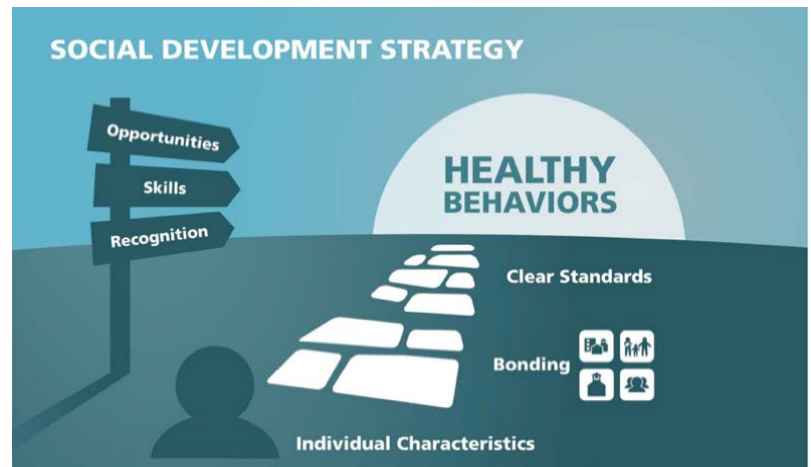 SOCIAL DEVELOPMENT STRATEGY
Opportunities
Skills
Recognition
HEALTHY
BEHAVIORS
Clear Standards
Bonding
Individual Characteristics